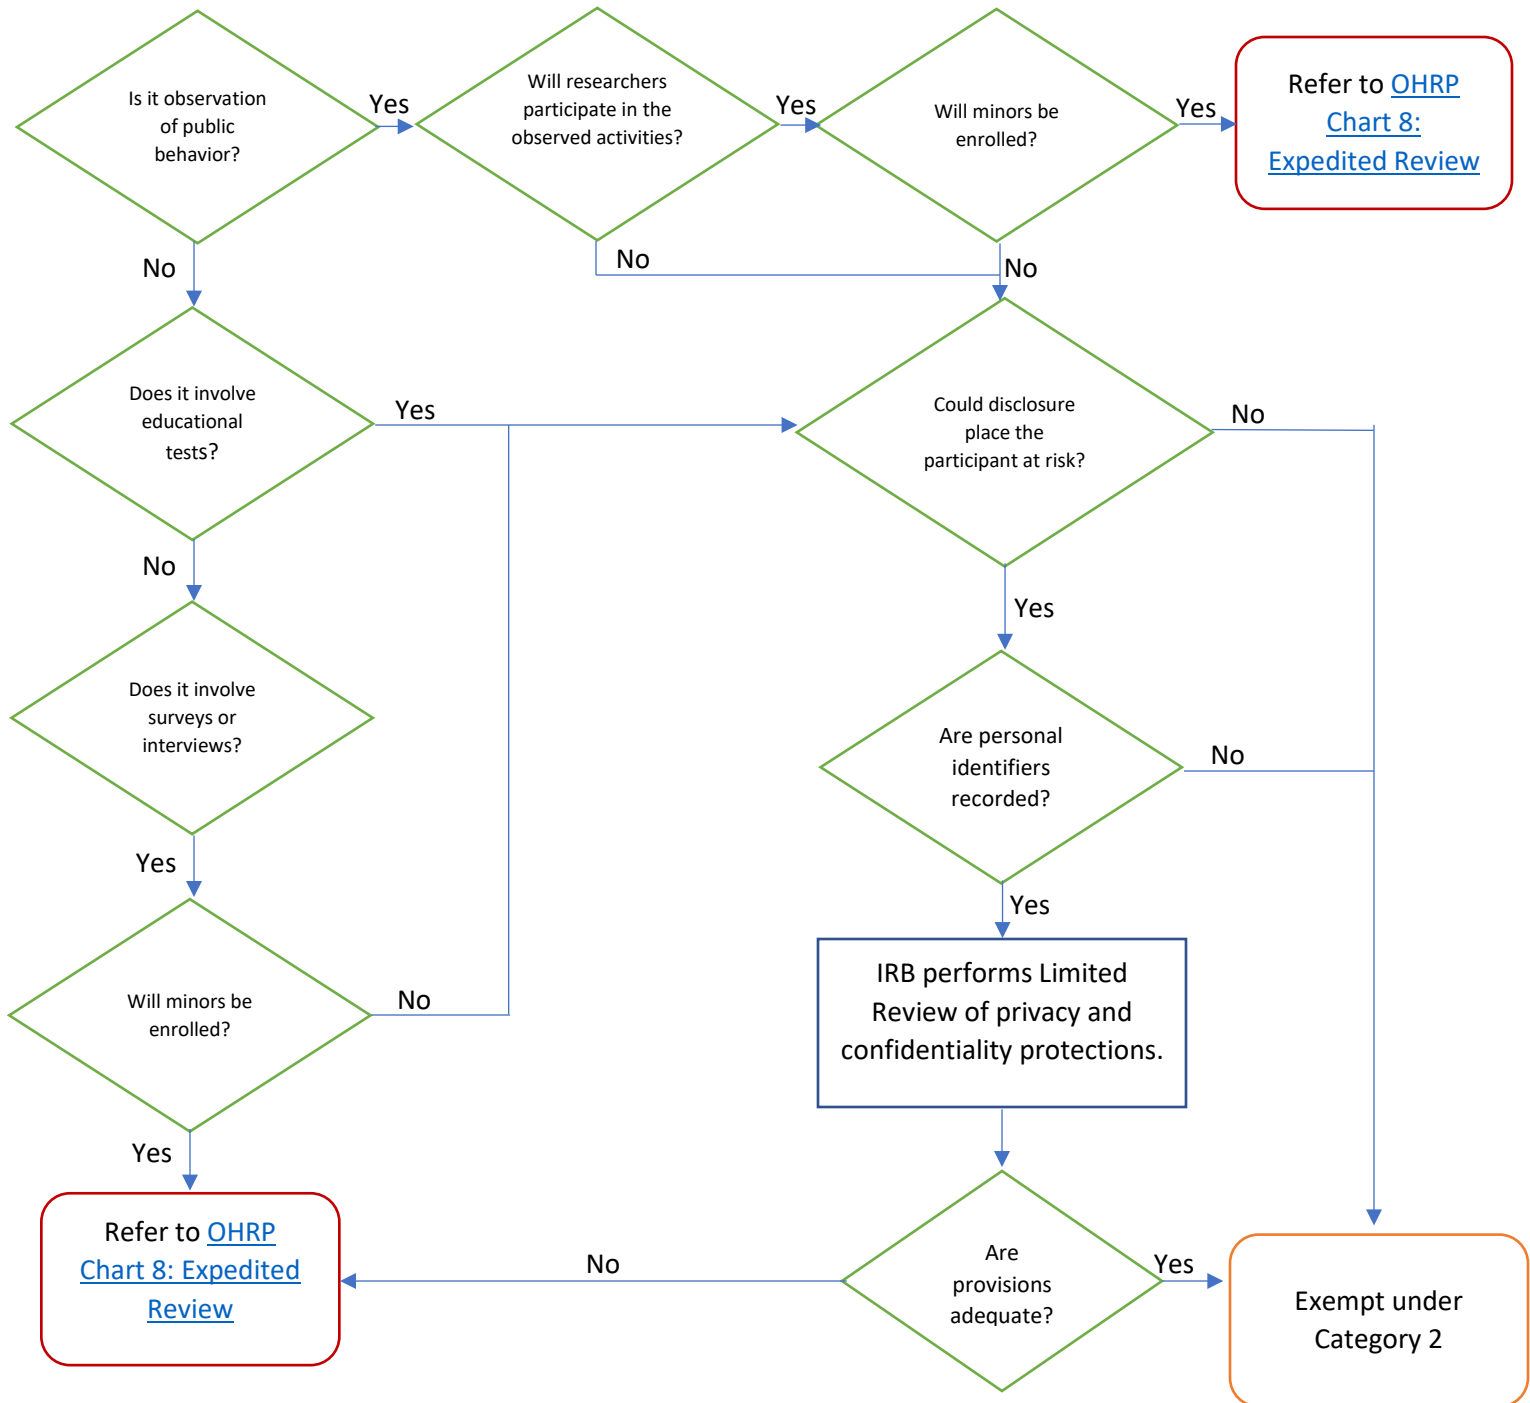 Is it observation
of public
behavior?
Yes
Will researchers
participate in the
observed activities?
Yes
Will minors be
enrolled?
Yes
Refer to OHRP
Chart 8:
Expedited Review
No
No
No
Does it involve
educational
tests?
Yes
Could disclosure
place the
participant at risk?
No
No
Yes
Does it involve
surveys or
interviews?
Are personal
identifiers
recorded?
No
Yes
Yes
Will minors be
enrolled?
No
IRB performs Limited
Review of privacy and
confidentiality protections.
Yes
Refer to OHRP
Chart 8: Expedited
Review
No
Are
provisions
adequate?
Yes
Exempt under
Category 2